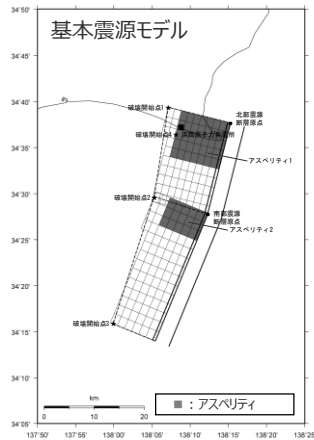 基本震源モデル
34°50'
34°45'
34°40'
34°35'
34°30'
34°25'
34°20'
34°15'
34°10'
34°05'
破壊開始点1
北部震源
断層原点
破壊開始点4
浜岡原子力発電所
アスペリティ1
破壊開始点2
南部震源
断層原点
アスペリティ2
破壊開始点3
km
0 10 20
：アスペリティ
137°50' 137°55' 138°00' 138°05' 138°10' 138°15' 138°20' 138°25'